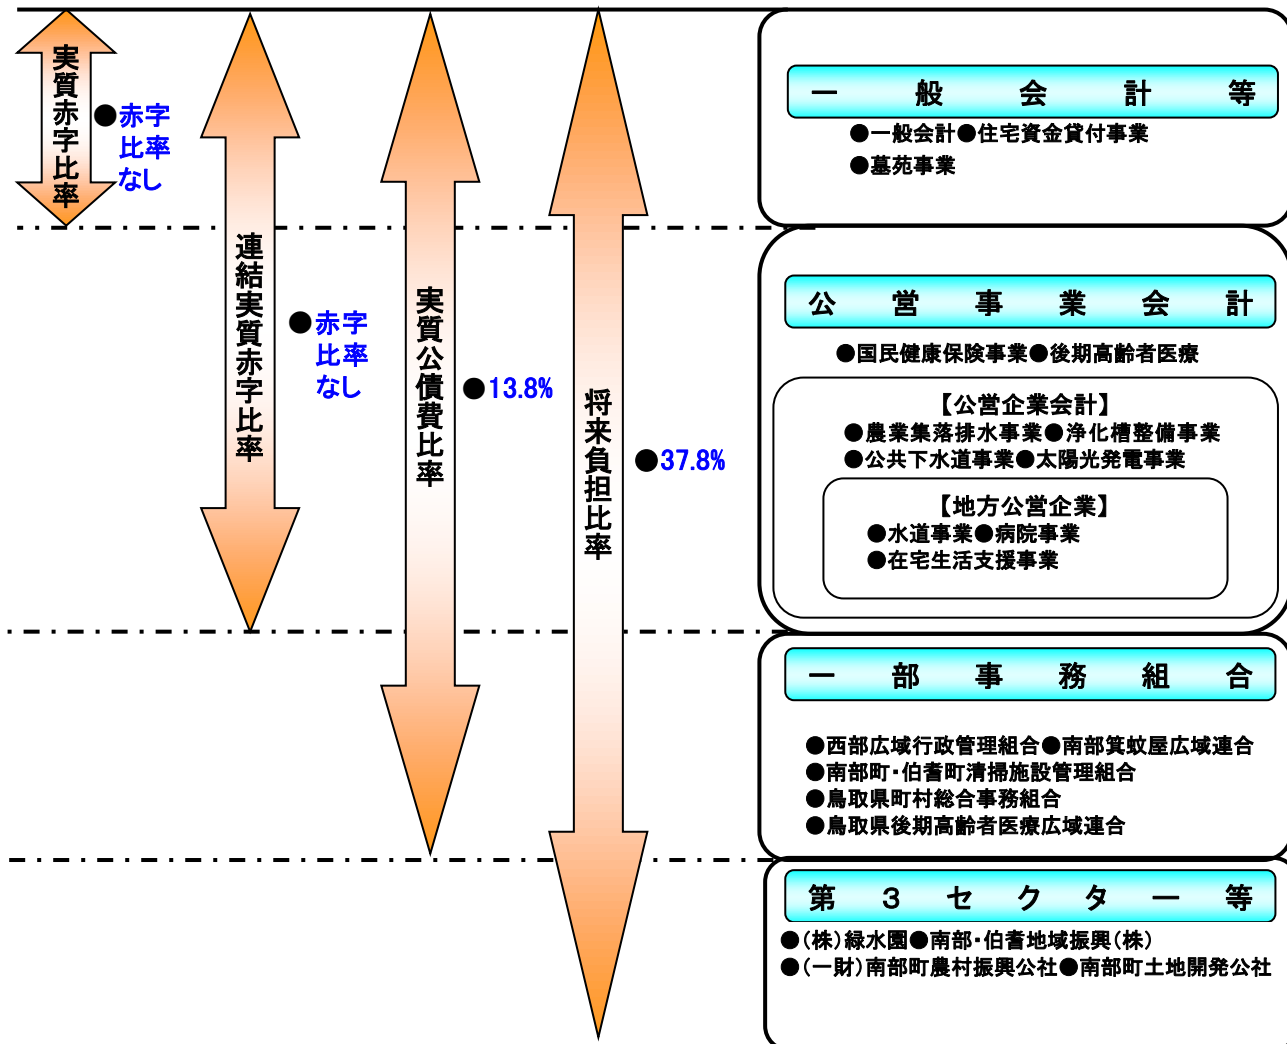 実質赤字比率
●赤字
比率
なし
連結実質赤字比率
●赤字
比率
なし
実質公債費比率
●13.8%
将来負担比率
●37.8%
一般会計等
●一般会計●住宅資金貸付事業
●墓苑事業
公営事業会計
●国民健康保険事業●後期高齢者医療
【公営企業会計】
●農業集落排水事業●浄化槽整備事業
●公共下水道事業●太陽光発電事業
【地方公営企業】
●水道事業●病院事業
●在宅生活支援事業
一部事務組合
●西部広域行政管理組合●南部箕蚊屋広域連合
●南部町・伯耆町清掃施設管理組合
●鳥取県町村総合事務組合
●鳥取県後期高齢者医療広域連合
第３セクター等
●(株)緑水園●南部・伯耆地域振興(株)
●(一財)南部町農村振興公社●南部町土地開発公社